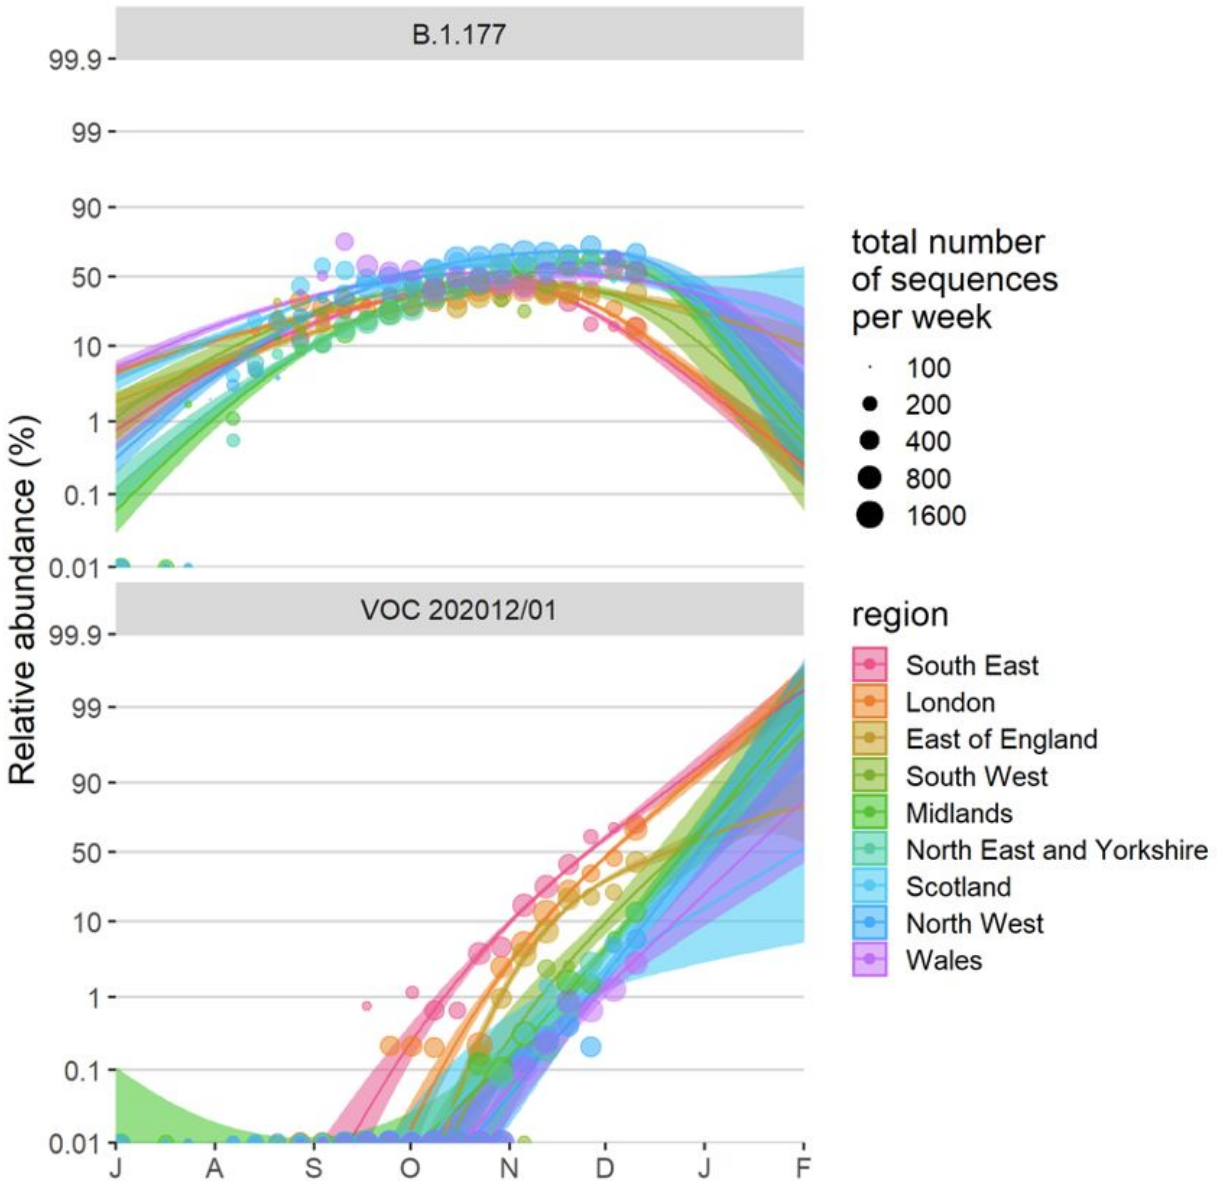 B.1.177
99.9
99
90
50
10
1
0.1
0.01
VOC 202012/01
99.9
99
90
50
10
1
0.1
0.01
J A S O N D J F
Relative abundance (%)
total number
of sequences
per week
100
200
400
800
1600
region
South East
London
East of England
South West
Midlands
North East and Yorkshire
Scotland
North West
Wales